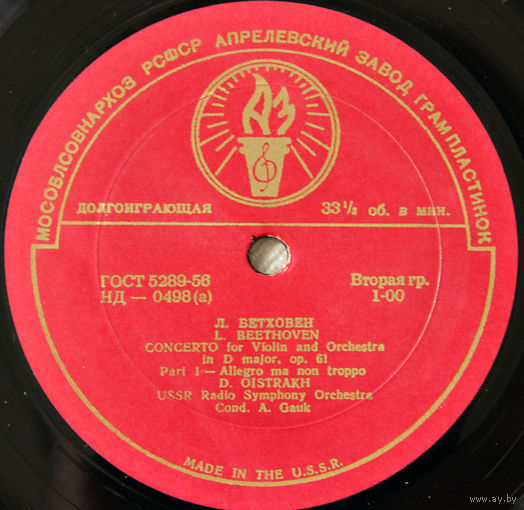 МОСОБЛСОВНАРХОЗ РСФСР АПРЕЛЕВСКИЙ ЗАВОД ГРАМПЛАСТИНОК
АЗ
ДОЛГОИГРАЮЩАЯ 33⅓ об. в мин.
ГОСТ 5289-56 Вторая гр.
НД — 0498(а) 1-00
Л. БЕТХОВЕН
L. BEETHOVEN
CONCERTO for Violin and Orchestra
in D major, op. 61
Part 1 — Allegro ma non troppo
D. OISTRAKH
USSR Radio Symphony Orchestra
Cond. A. Gauk
MADE IN THE U.S.S.R.
www.ay.by